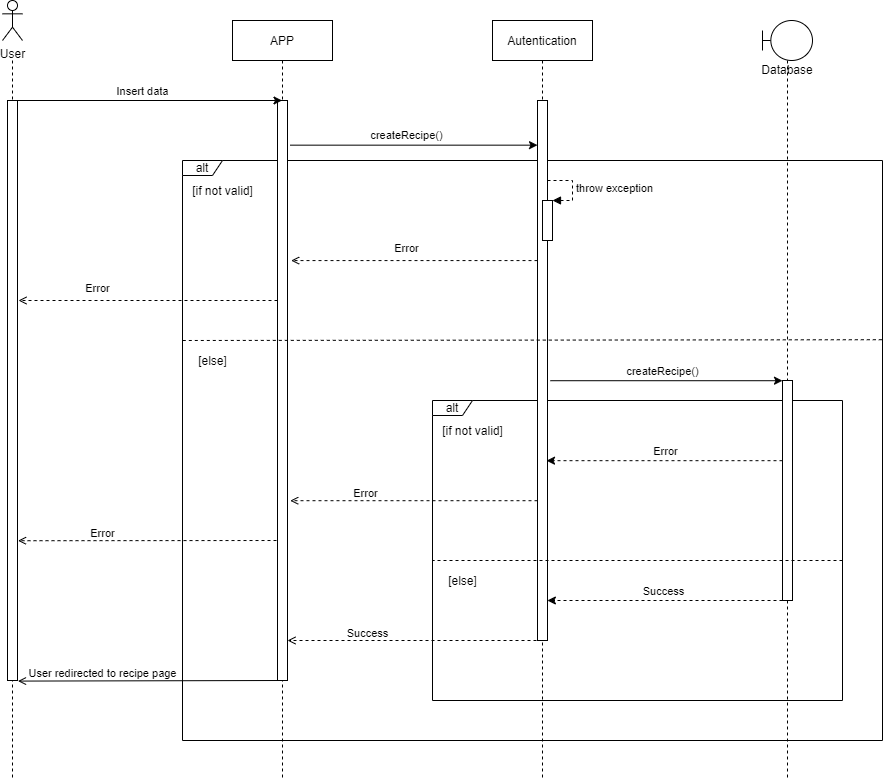 User
APP
Autentication
Database
Insert data
createRecipe()
alt
[if not valid]
throw exception
Error
Error
[else]
createRecipe()
alt
[if not valid]
Error
Error
Error
[else]
Success
Success
User redirected to recipe page